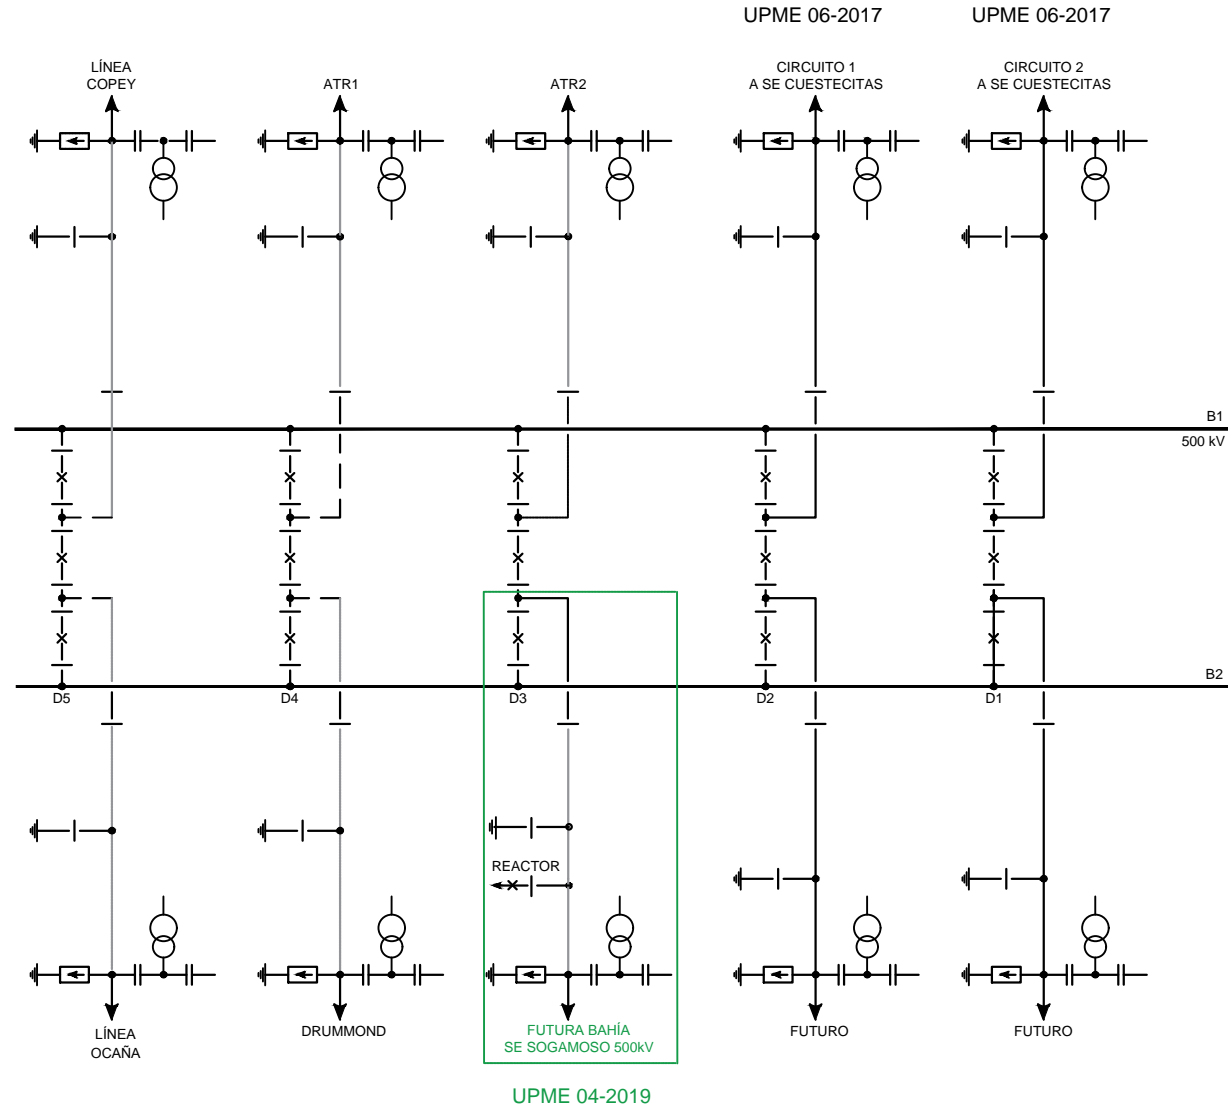 UPME 06-2017
UPME 06-2017
LÍNEA
COPEY
ATR1
ATR2
CIRCUITO 1
A SE CUESTECITAS
CIRCUITO 2
A SE CUESTECITAS
B1
500 kV
B2
D5
D4
D3
D2
D1
REACTOR
LÍNEA
OCAÑA
DRUMMOND
FUTURA BAHÍA
SE SOGAMOSO 500kV
FUTURO
FUTURO
UPME 04-2019